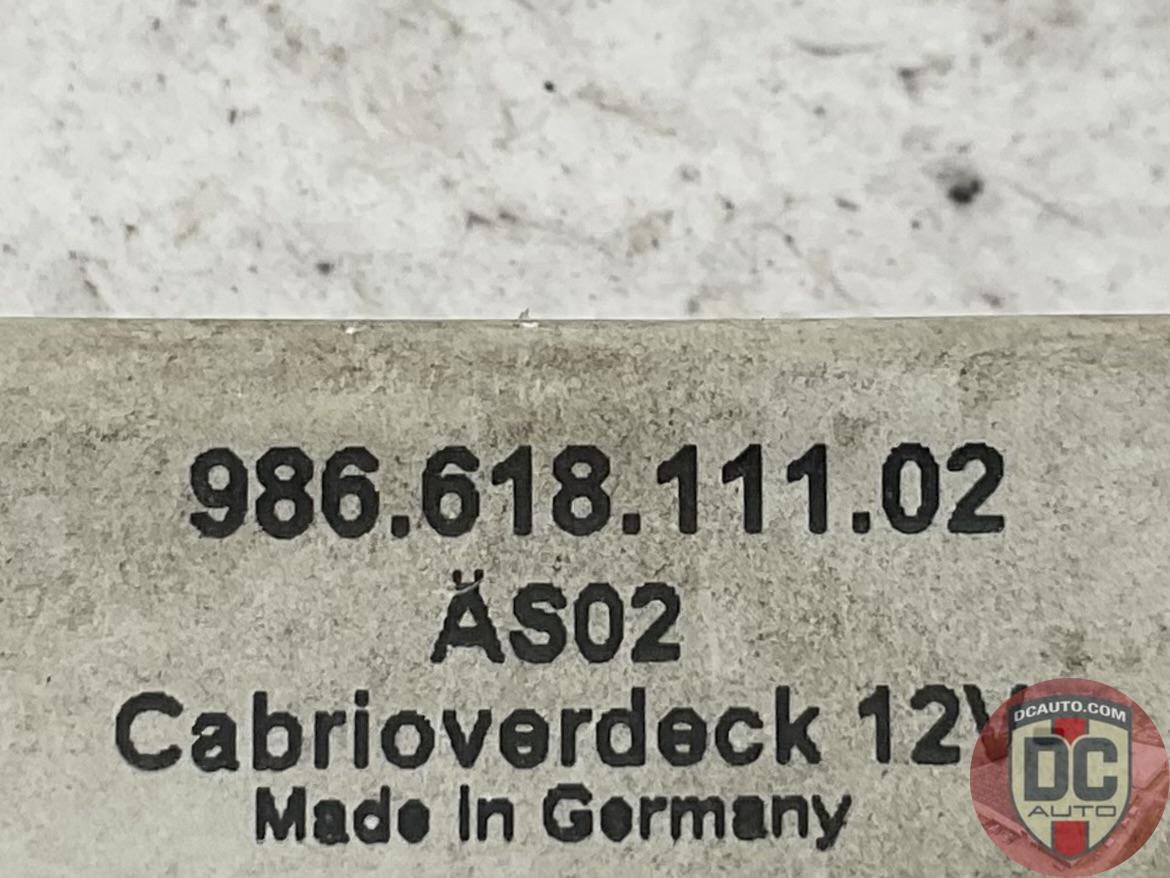 986.618.111.02
ÄS02
Cabrioverdeck 12V
Made In Germany
DCAUTO.COM
DC
AUTO